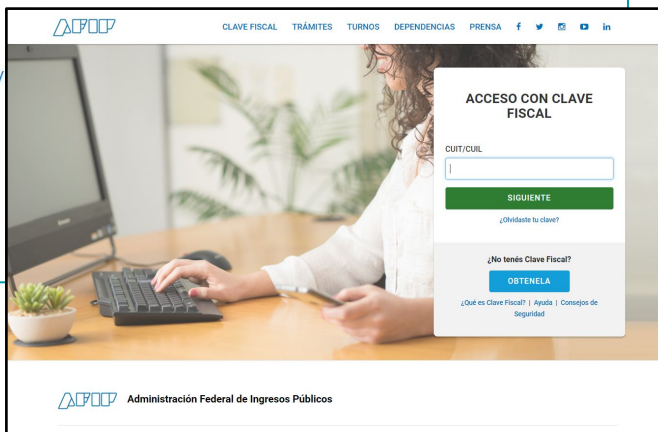 AFIP
CLAVE FISCAL TRÁMITES TURNOS DEPENDENCIAS PRENSA
ACCESO CON CLAVE
FISCAL
CUIT/CUIL
SIGUIENTE
¿Olvidaste tu clave?
¿No tenés Clave Fiscal?
OBTENELA
¿Qué es Clave Fiscal? | Ayuda | Consejos de
Seguridad
AFIP Administración Federal de Ingresos Públicos